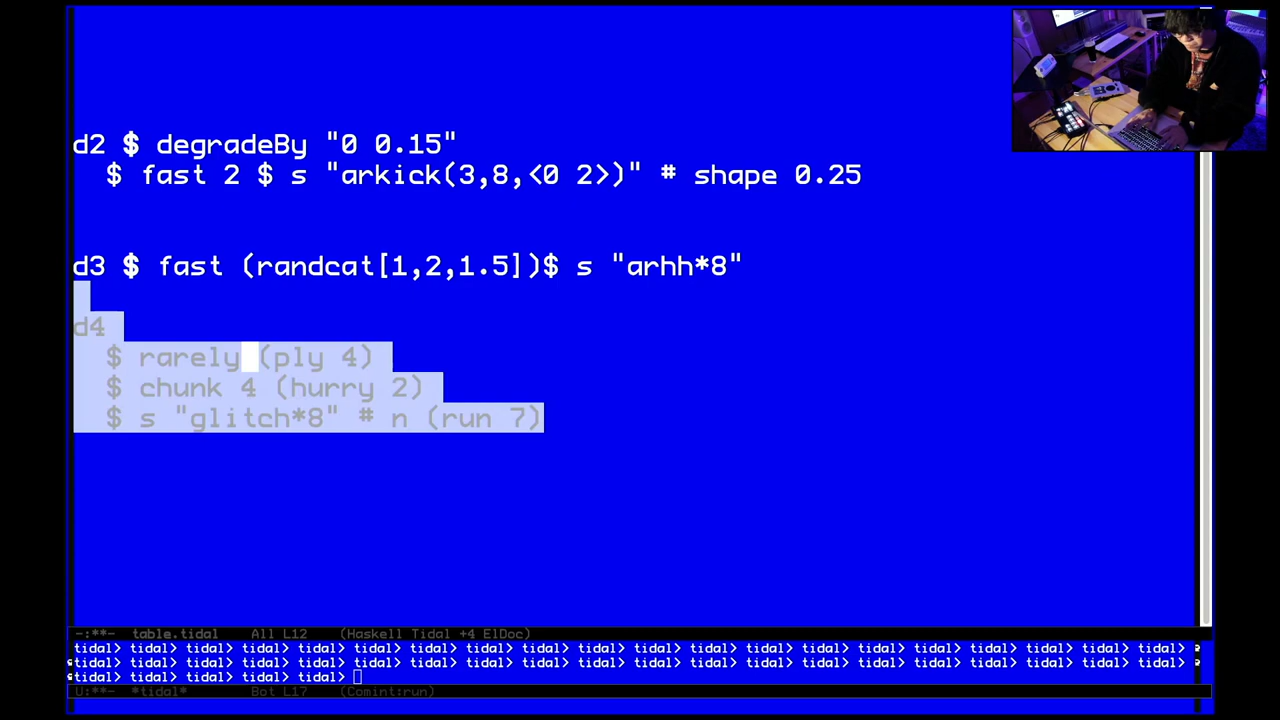 d2 $ degradeBy "0 0.15"
$ fast 2 $ s "arkick(3,8,<0 2>)" # shape 0.25
d3 $ fast (randcat[1,2,1.5])$ s "arhh*8"
d4
$ rarely (ply 4)
$ chunk 4 (hurry 2)
$ s "glitch*8" # n (run 7)
-:**-  table.tidal    All L12    (Haskell Tidal +4 ElDoc)
tidal> tidal> tidal> tidal> tidal> tidal> tidal> tidal> tidal> tidal> tidal> tidal> tidal> tidal> tidal> tidal> tidal> tidal> tidal> tidal>
tidal> tidal> tidal> tidal> tidal> tidal> tidal> tidal> tidal> tidal> tidal> tidal> tidal> tidal> tidal> tidal> tidal> tidal> tidal> tidal>
tidal> tidal> tidal> tidal> tidal>
U:**-  *tidal*    Bot L17    (Comint:run)